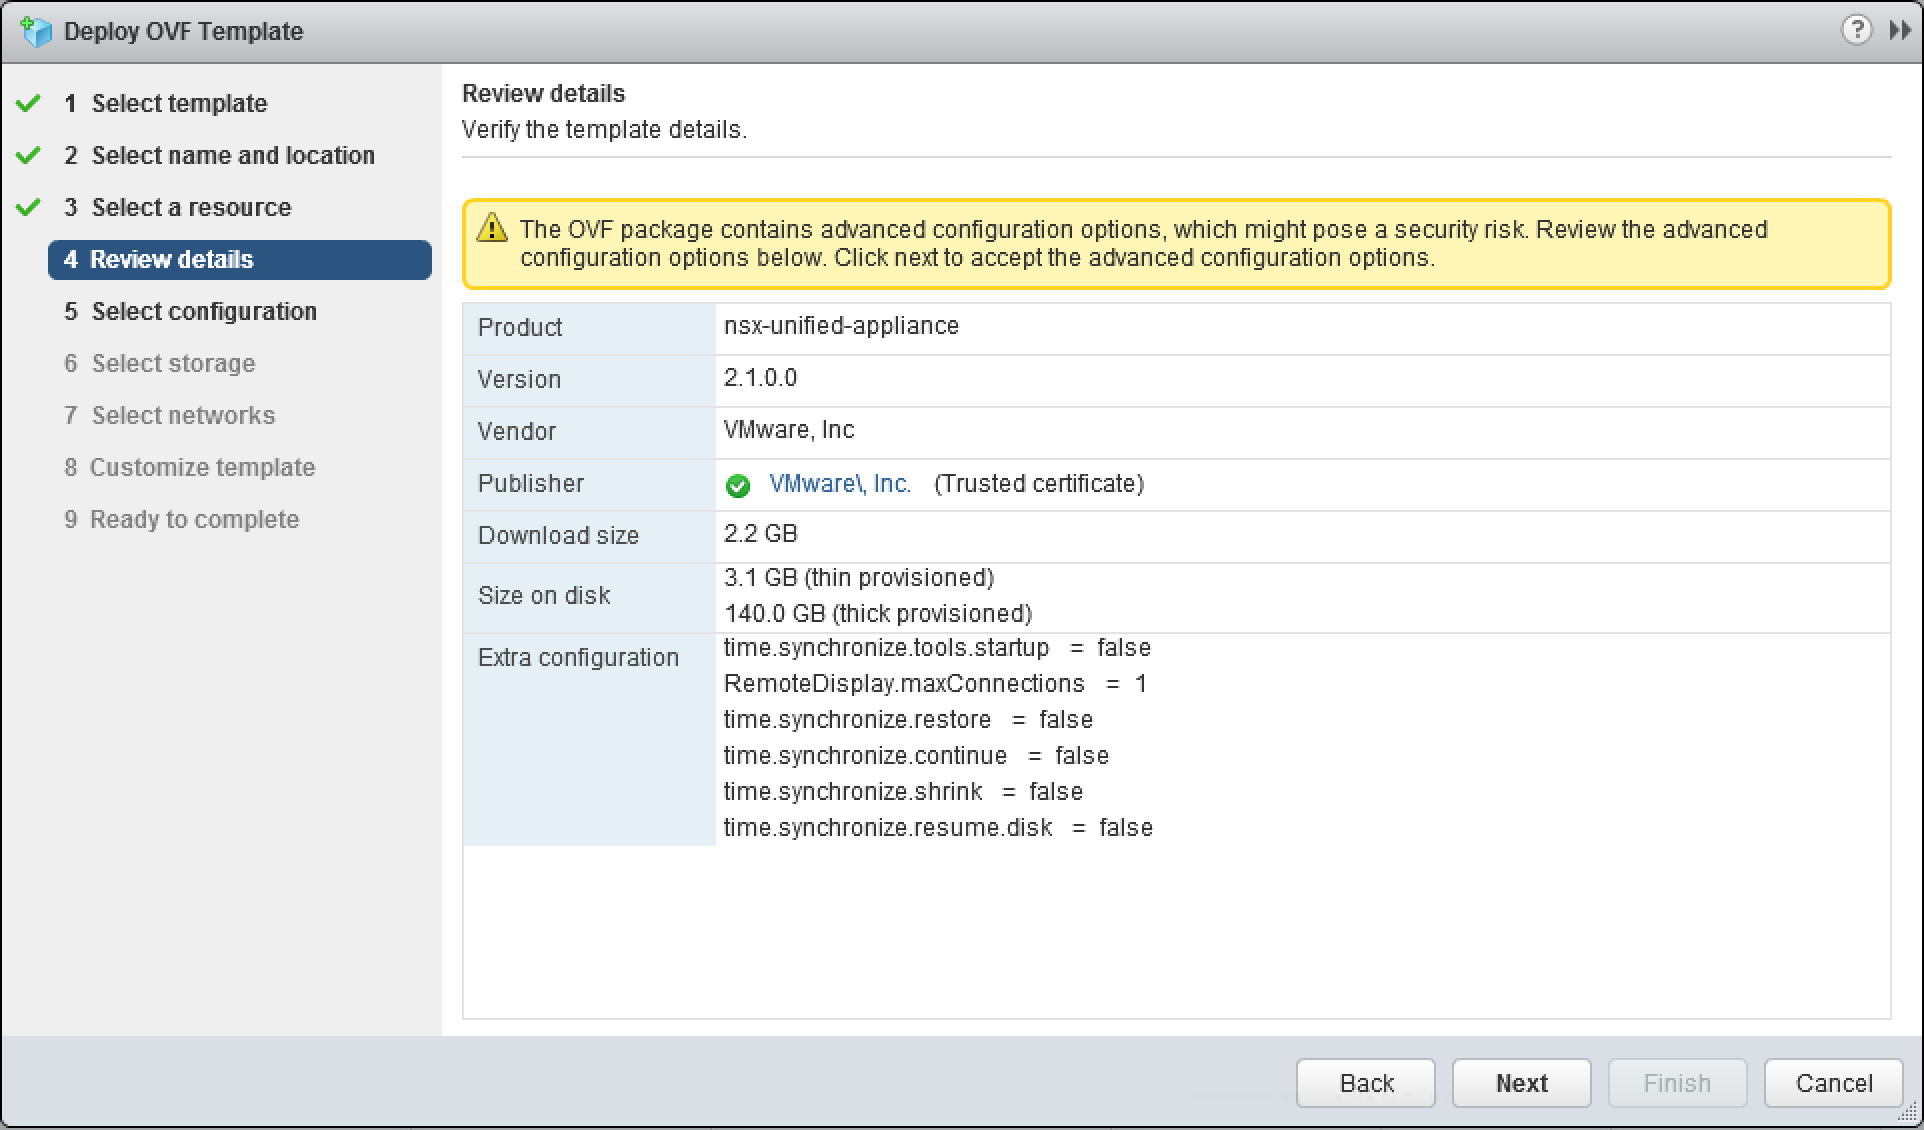 Deploy OVF Template
?
1 Select template
2 Select name and location
3 Select a resource
4 Review details
5 Select configuration
6 Select storage
7 Select networks
8 Customize template
9 Ready to complete
Review details
Verify the template details.
The OVF package contains advanced configuration options, which might pose a security risk. Review the advanced
configuration options below. Click next to accept the advanced configuration options.
Product nsx-unified-appliance
Version 2.1.0.0
Vendor VMware, Inc
Publisher VMware\, Inc. (Trusted certificate)
Download size 2.2 GB
Size on disk 3.1 GB (thin provisioned)
140.0 GB (thick provisioned)
Extra configuration time.synchronize.tools.startup = false
RemoteDisplay.maxConnections = 1
time.synchronize.restore = false
time.synchronize.continue = false
time.synchronize.shrink = false
time.synchronize.resume.disk = false
Back Next Finish Cancel